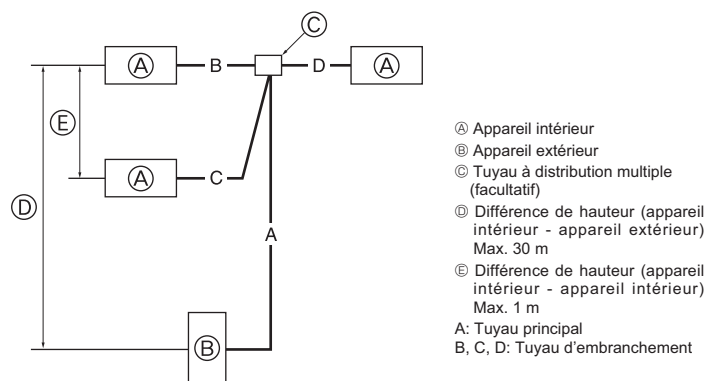 Ⓒ
Ⓐ B D Ⓐ
Ⓔ
Ⓐ C
Ⓓ
A
Ⓑ
Ⓐ Appareil intérieur
Ⓑ Appareil extérieur
Ⓒ Tuyau à distribution multiple
(facultatif)
Ⓓ Différence de hauteur (appareil
intérieur - appareil extérieur)
Max. 30 m
Ⓔ Différence de hauteur (appareil
intérieur - appareil intérieur)
Max. 1 m
A: Tuyau principal
B, C, D: Tuyau d’embranchement